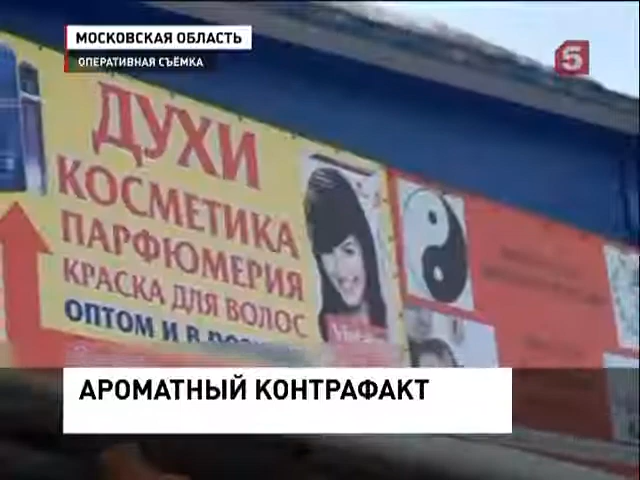 МОСКОВСКАЯ ОБЛАСТЬ
ОПЕРАТИВНАЯ СЪЁМКА
5
ДУХИ
КОСМЕТИКА
ПАРФЮМЕРИЯ
КРАСКА ДЛЯ ВОЛОС
ОПТОМ И В
АРОМАТНЫЙ КОНТРАФАКТ